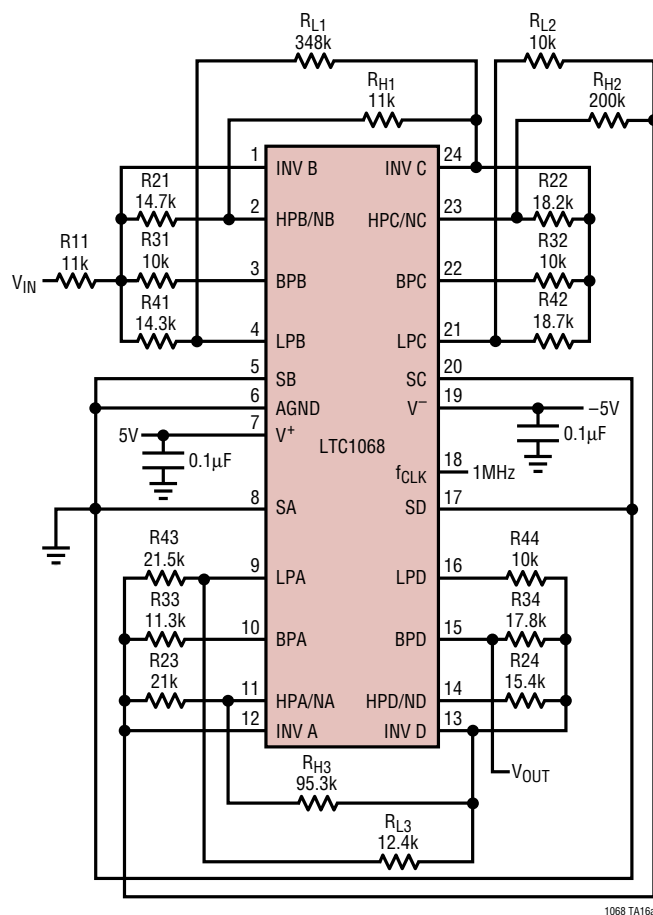 RL1
348k
RL2
10k
RH1
11k
RH2
200k
1
INV B
INV C
24
R21
14.7k
2
HPB/NB
HPC/NC
23
R22
18.2k
R11
11k
VIN
R31
10k
3
BPB
BPC
22
R32
10k
R41
14.3k
4
LPB
LPC
21
R42
18.7k
5
SB
SC
20
6
AGND
V–
19
–5V
5V
7
V+
LTC1068
0.1µF
0.1µF
fCLK
18
1MHz
8
SA
SD
17
R43
21.5k
9
LPA
LPD
16
R44
10k
R33
11.3k
10
BPA
BPD
15
R34
17.8k
R23
21k
11
HPA/NA
HPD/ND
14
R24
15.4k
12
INV A
INV D
13
RH3
95.3k
VOUT
RL3
12.4k